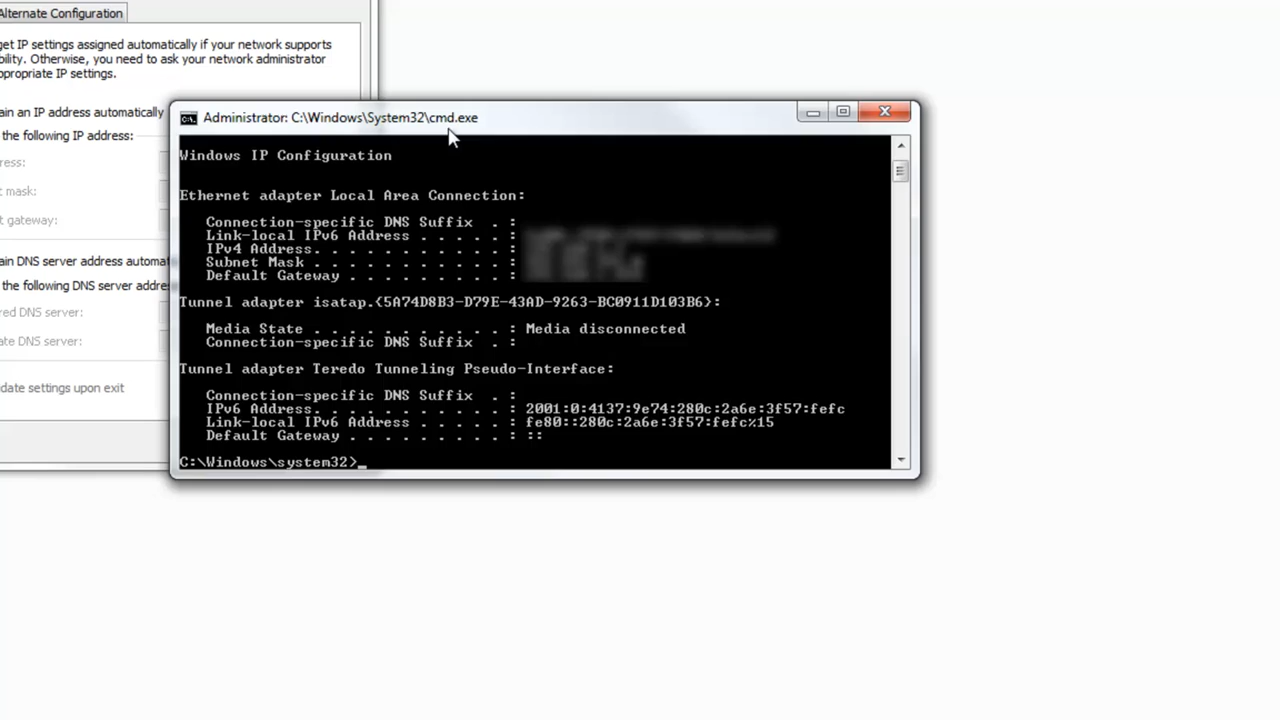 Alternate Configuration
get IP settings assigned automatically if your network supports
bility. Otherwise, you need to ask your network administrator
ppropriate IP settings.
ain an IP address automatically
the following IP address:
ress:
t mask:
t gateway:
ain DNS server address automa
the following DNS server addre
red DNS server:
ate DNS server:
date settings upon exit
Administrator: C:\Windows\System32\cmd.exe
Windows IP Configuration
Ethernet adapter Local Area Connection:
Connection-specific DNS Suffix . :
Link-local IPv6 Address . . . . . :
IPv4 Address. . . . . . . . . . . :
Subnet Mask . . . . . . . . . . . :
Default Gateway . . . . . . . . . :
Tunnel adapter isatap.{5A74D8B3-D79E-43AD-9263-BC0911D103B6}:
Media State . . . . . . . . . . . : Media disconnected
Connection-specific DNS Suffix . :
Tunnel adapter Teredo Tunneling Pseudo-Interface:
Connection-specific DNS Suffix . :
IPv6 Address. . . . . . . . . . . : 2001:0:4137:9e74:280c:2a6e:3f57:fefc
Link-local IPv6 Address . . . . . : fe80::280c:2a6e:3f57:fefc%15
Default Gateway . . . . . . . . . : ::
C:\Windows\system32>_